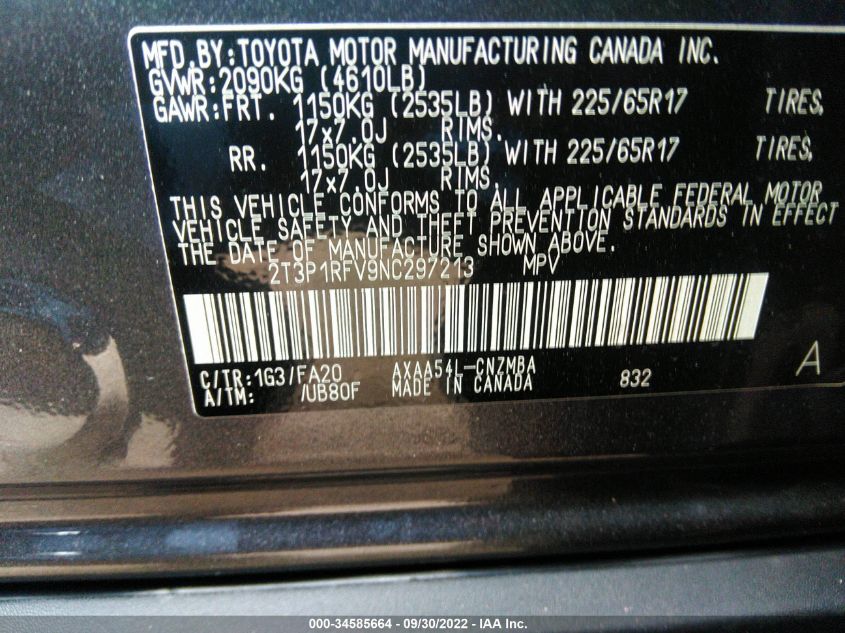 MFD.BY:TOYOTA MOTOR MANUFACTURING CANADA INC.
GVWR:2090KG (4610LB)
GAWR:FRT. 1150KG (2535LB) WITH 225/65R17 TIRES,
17x7.0J RIMS.
RR. 1150KG (2535LB) WITH 225/65R17 TIRES,
17x7.0J RIMS.
THIS VEHICLE CONFORMS TO ALL APPLICABLE FEDERAL MOTOR
VEHICLE SAFETY AND THEFT PREVENTION STANDARDS IN EFFECT
THE DATE OF MANUFACTURE SHOWN ABOVE.
2T3P1RFV9NC297213 MPV
C/TR:1G3/FA20 AXAA54L-CNZMBA
A/TM: /UB80F MADE IN CANADA 832 A
000-34585664 - 09/30/2022 - IAA Inc.